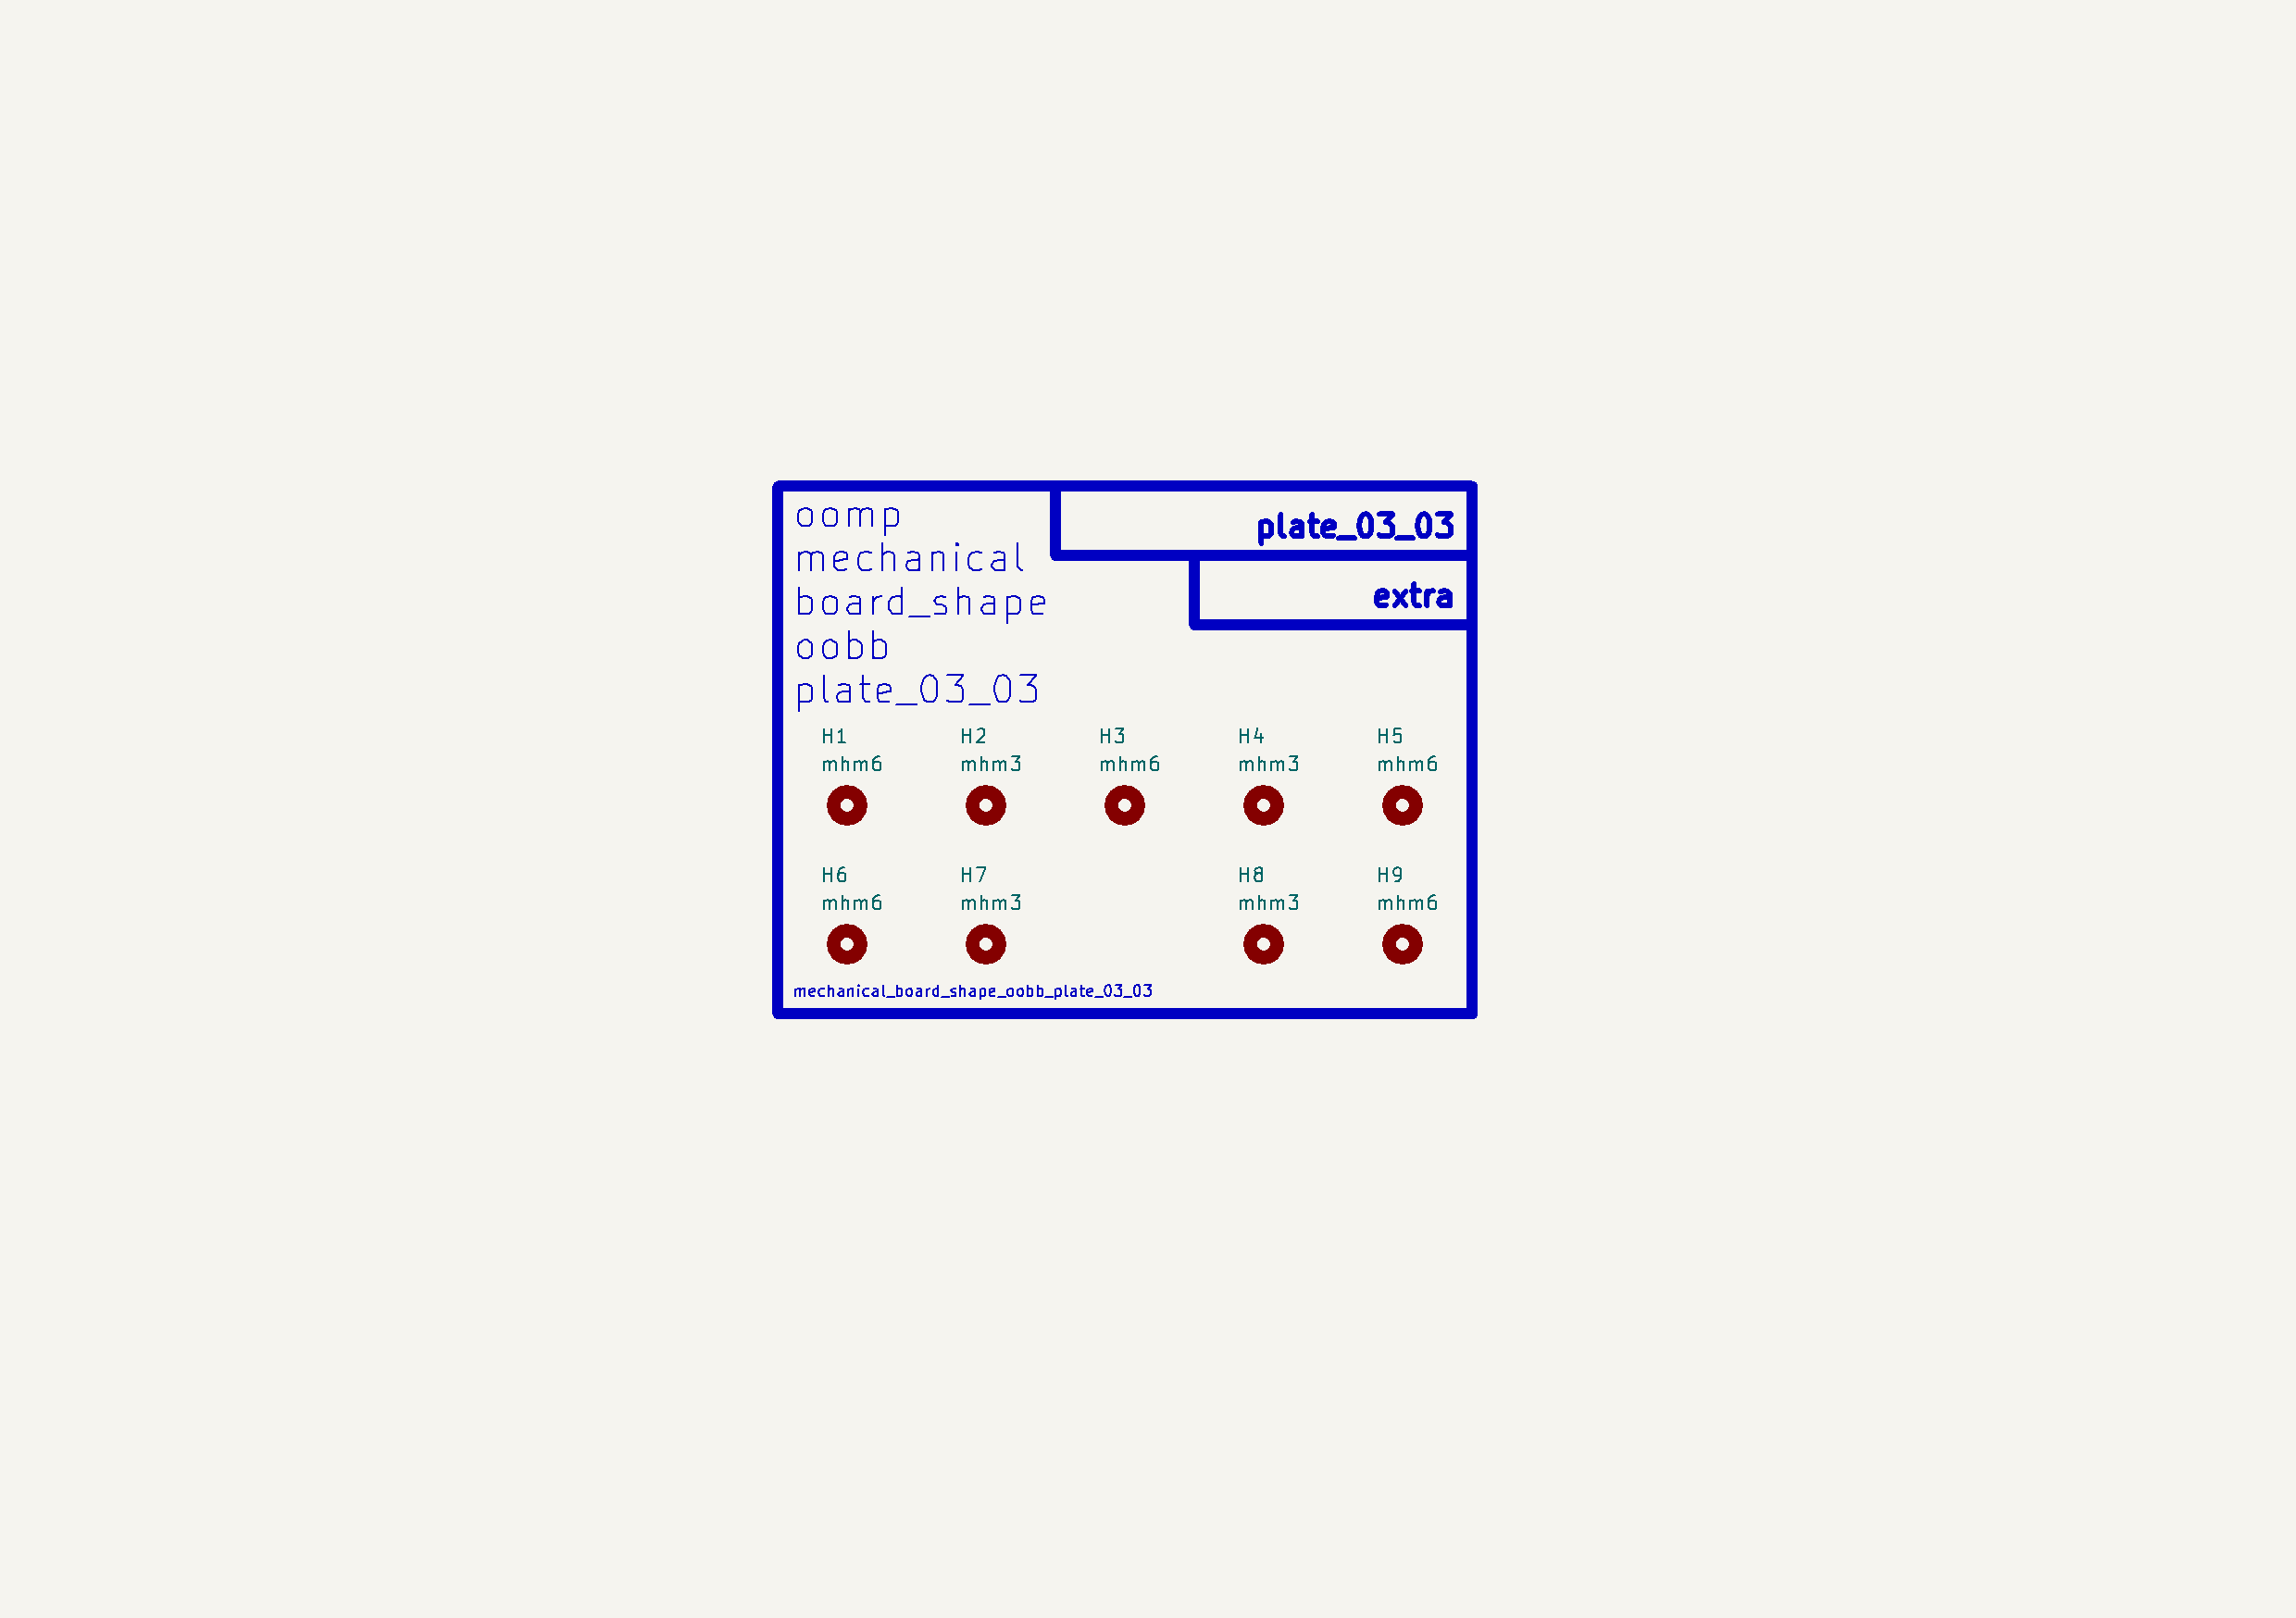 oomp
plate_03_03
mechanical
extra
board_shape
oobb
plate_03_03
H1 H2 H3 H4 H5
mhm6 mhm3 mhm6 mhm3 mhm6
H6 H7 H8 H9
mhm6 mhm3 mhm3 mhm6
mechanical_board_shape_oobb_plate_03_03